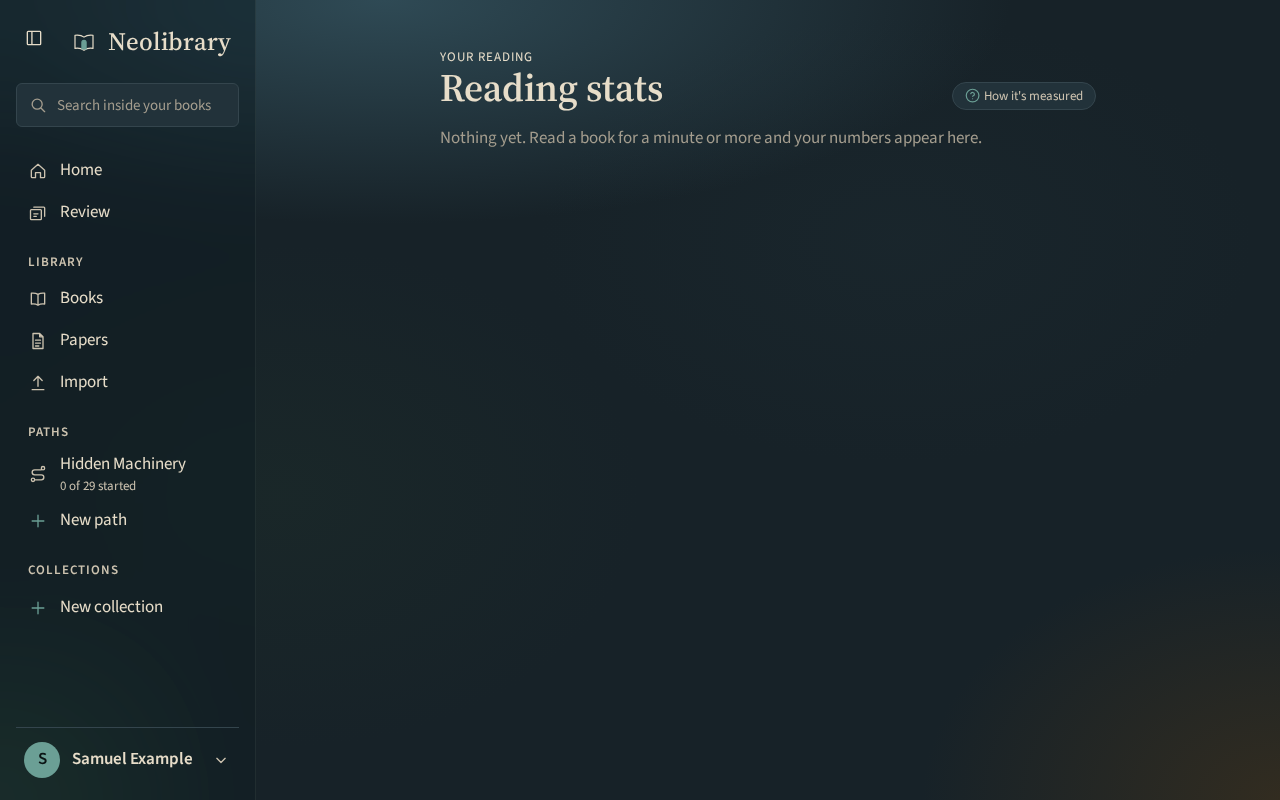 Neolibrary
Search inside your books
Home
Review
LIBRARY
Books
Papers
Import
PATHS
Hidden Machinery
0 of 29 started
New path
COLLECTIONS
New collection
S
Samuel Example
YOUR READING
Reading stats
How it's measured
Nothing yet. Read a book for a minute or more and your numbers appear here.